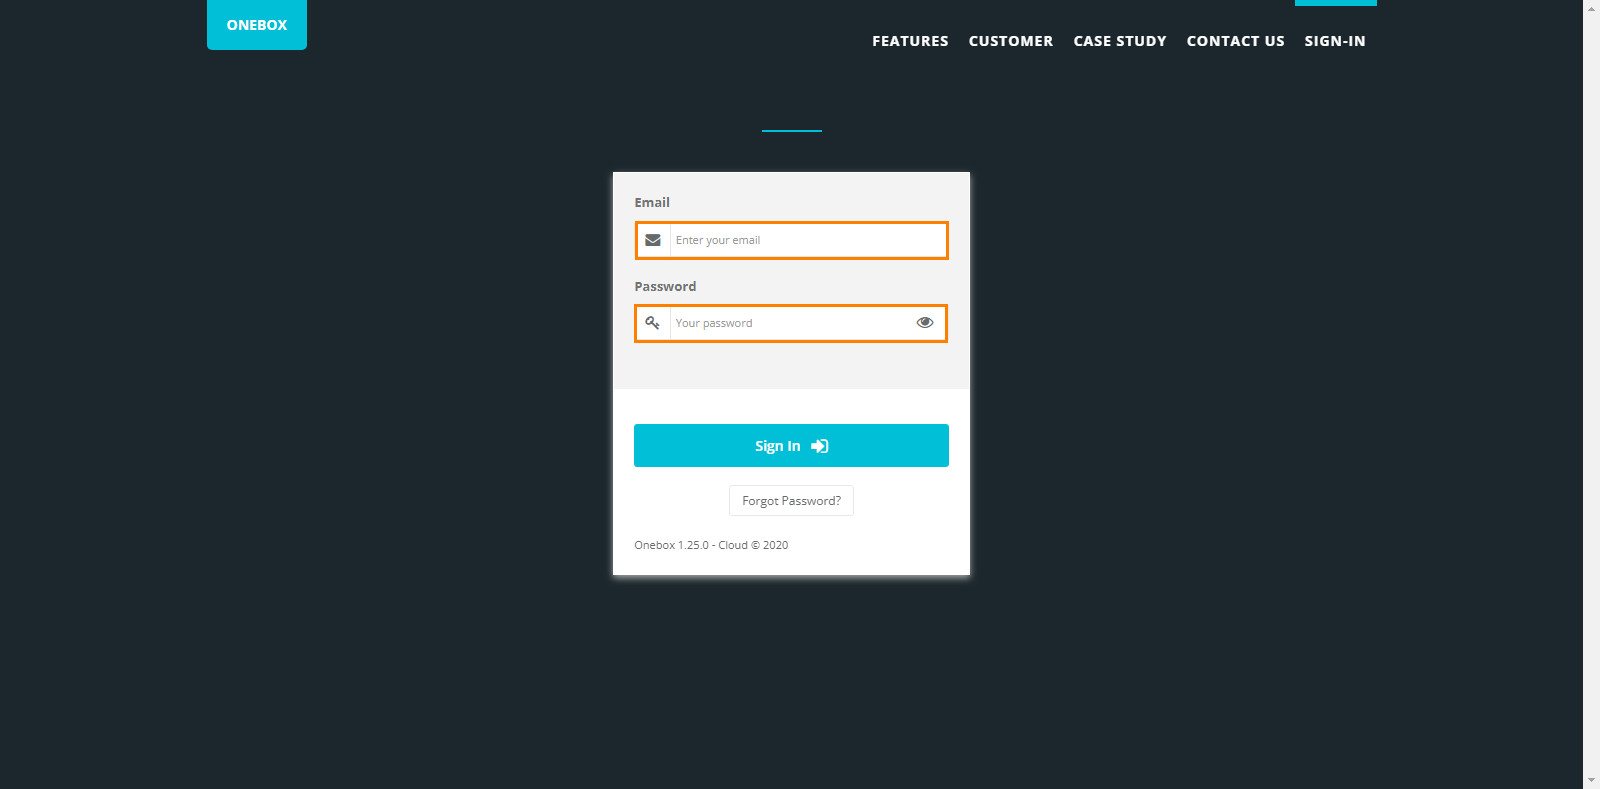 ONEBOX
FEATURES CUSTOMER CASE STUDY CONTACT US SIGN-IN
Email
Enter your email
Password
Your password
Sign In
Forgot Password?
Onebox 1.25.0 - Cloud © 2020